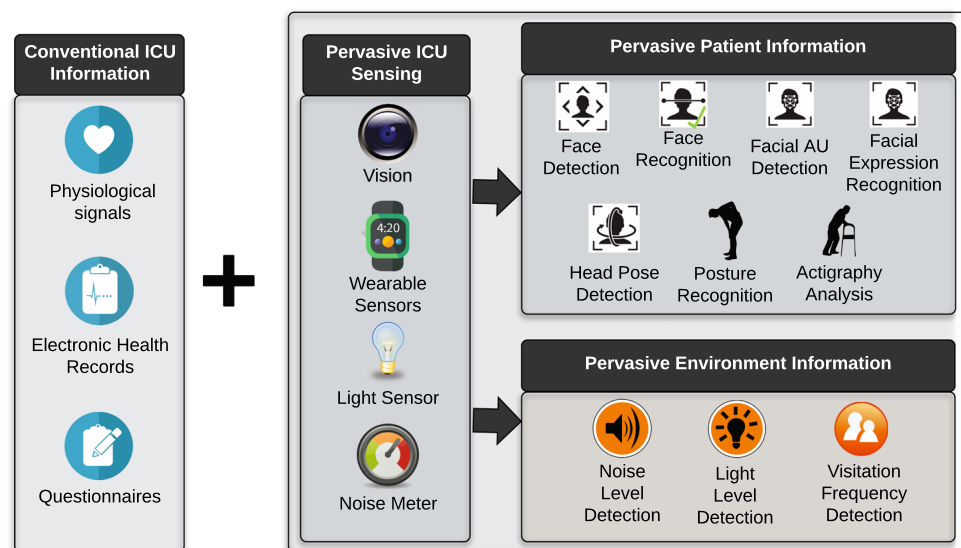 Conventional ICU
Information
Physiological
signals
Electronic Health
Records
Questionnaires
Pervasive ICU
Sensing
Vision
4:20
Wearable
Sensors
Light Sensor
Noise Meter
Pervasive Patient Information
Face
Detection
Face
Recognition
Facial AU
Detection
Facial
Expression
Recognition
Head Pose
Detection
Posture
Recognition
Actigraphy
Analysis
Pervasive Environment Information
Noise
Level
Detection
Light
Level
Detection
Visitation
Frequency
Detection